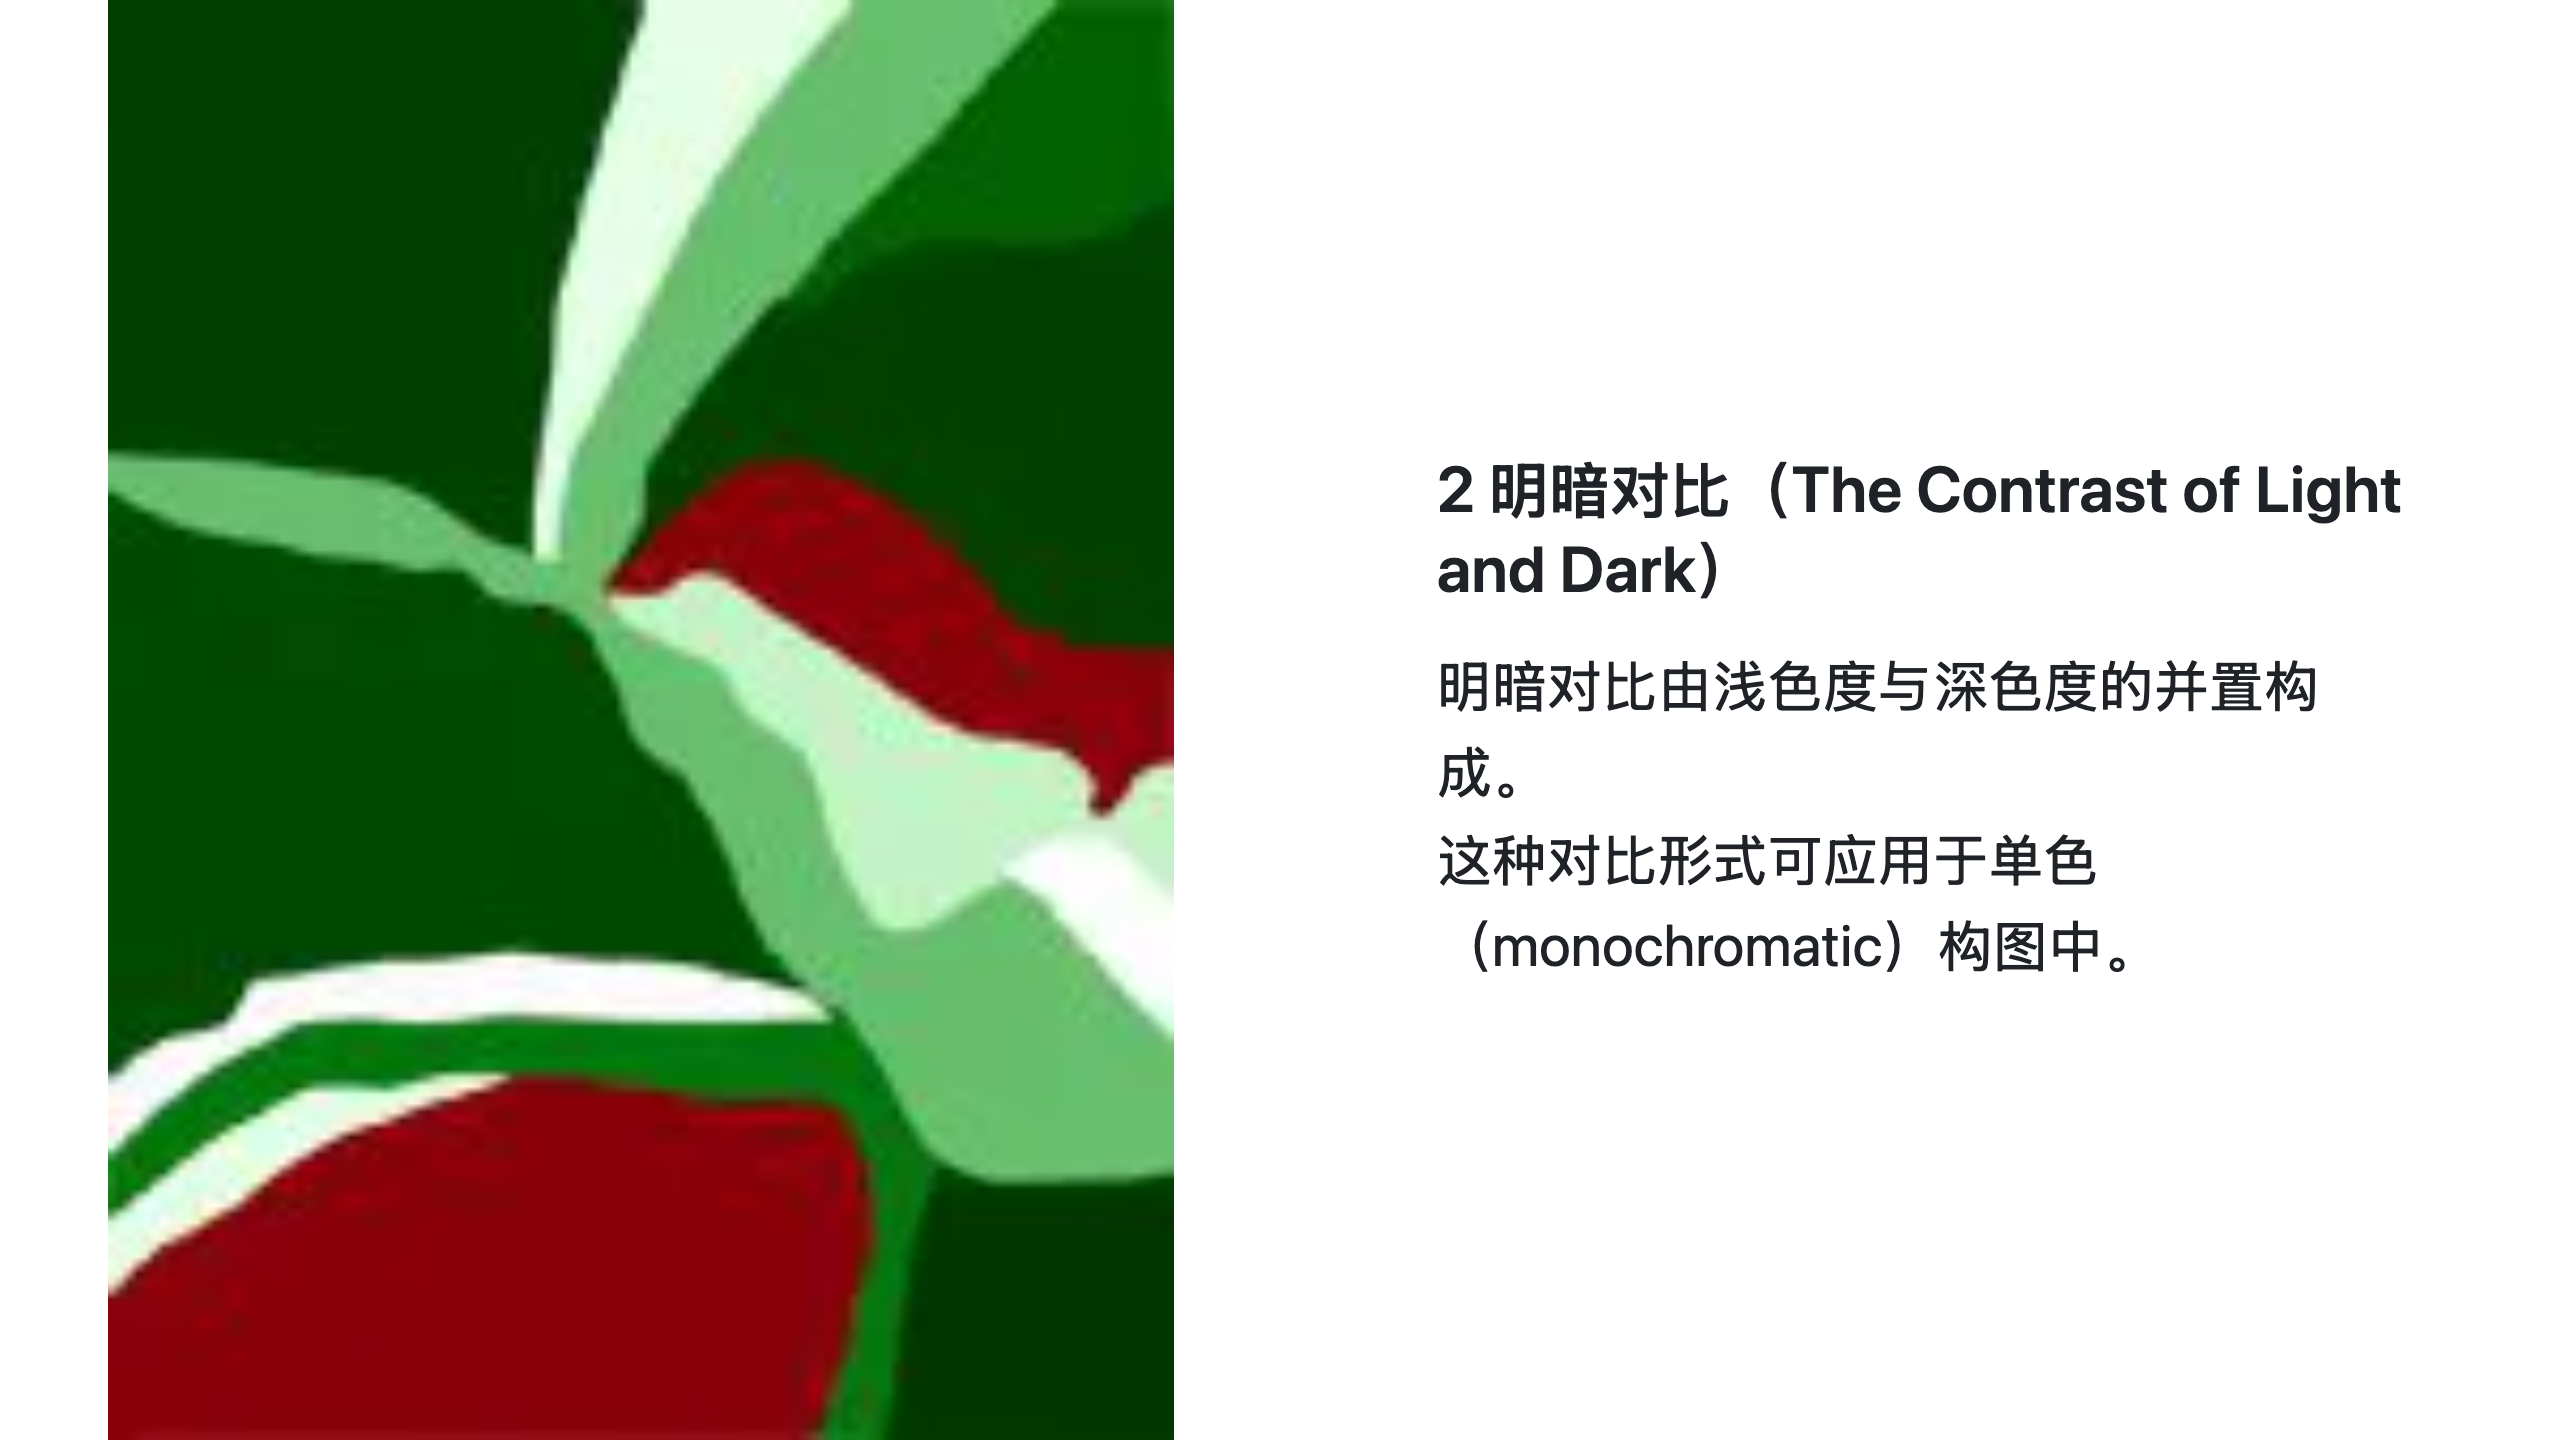 2 明暗对比（The Contrast of Light
and Dark）
明暗对比由浅色度与深色度的并置构
成。
这种对比形式可应用于单色
（monochromatic）构图中。